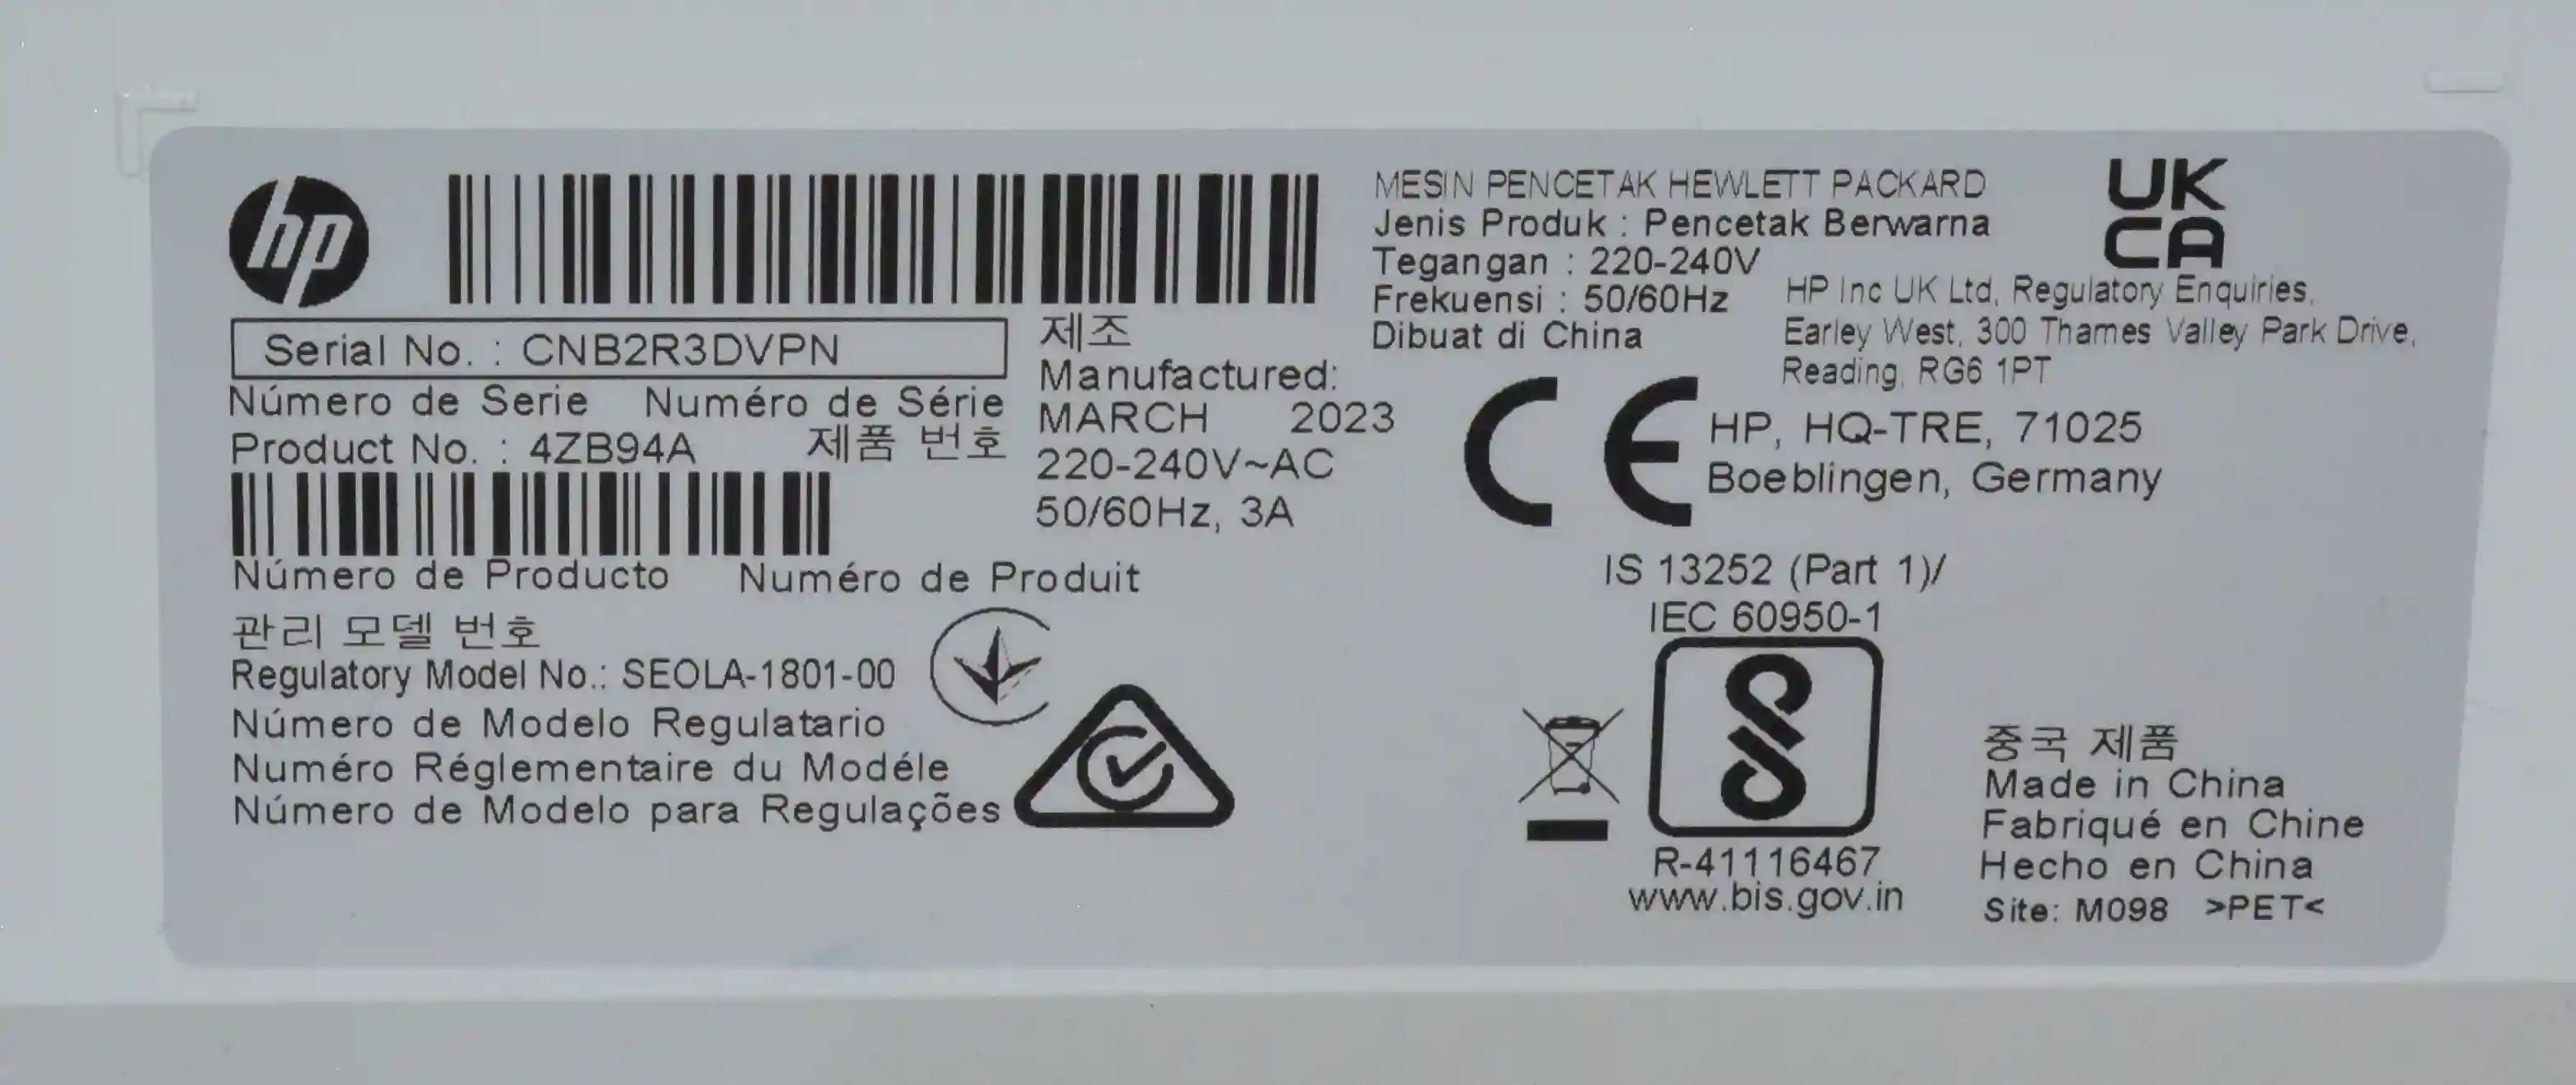 hp
Serial No. : CNB2R3DVPN
Número de Serie Numéro de Série
Product No. : 4ZB94A 제품 번호
Número de Producto Numéro de Produit
관리 모델 번호
Regulatory Model No.: SEOLA-1801-00
Número de Modelo Regulatario
Numéro Réglementaire du Modéle
Número de Modelo para Regulações
제조
Manufactured:
MARCH 2023
220-240V~AC
50/60Hz, 3A
MESIN PENCETAK HEWLETT PACKARD
Jenis Produk : Pencetak Berwarna
Tegangan : 220-240V
Frekuensi : 50/60Hz
Dibuat di China
UK
CA
HP Inc UK Ltd, Regulatory Enquiries,
Earley West, 300 Thames Valley Park Drive,
Reading, RG6 1PT
CE
HP, HQ-TRE, 71025
Boeblingen, Germany
IS 13252 (Part 1)/
IEC 60950-1
R-41116467
www.bis.gov.in
중국 제품
Made in China
Fabriqué en Chine
Hecho en China
Site: M098 >PET<